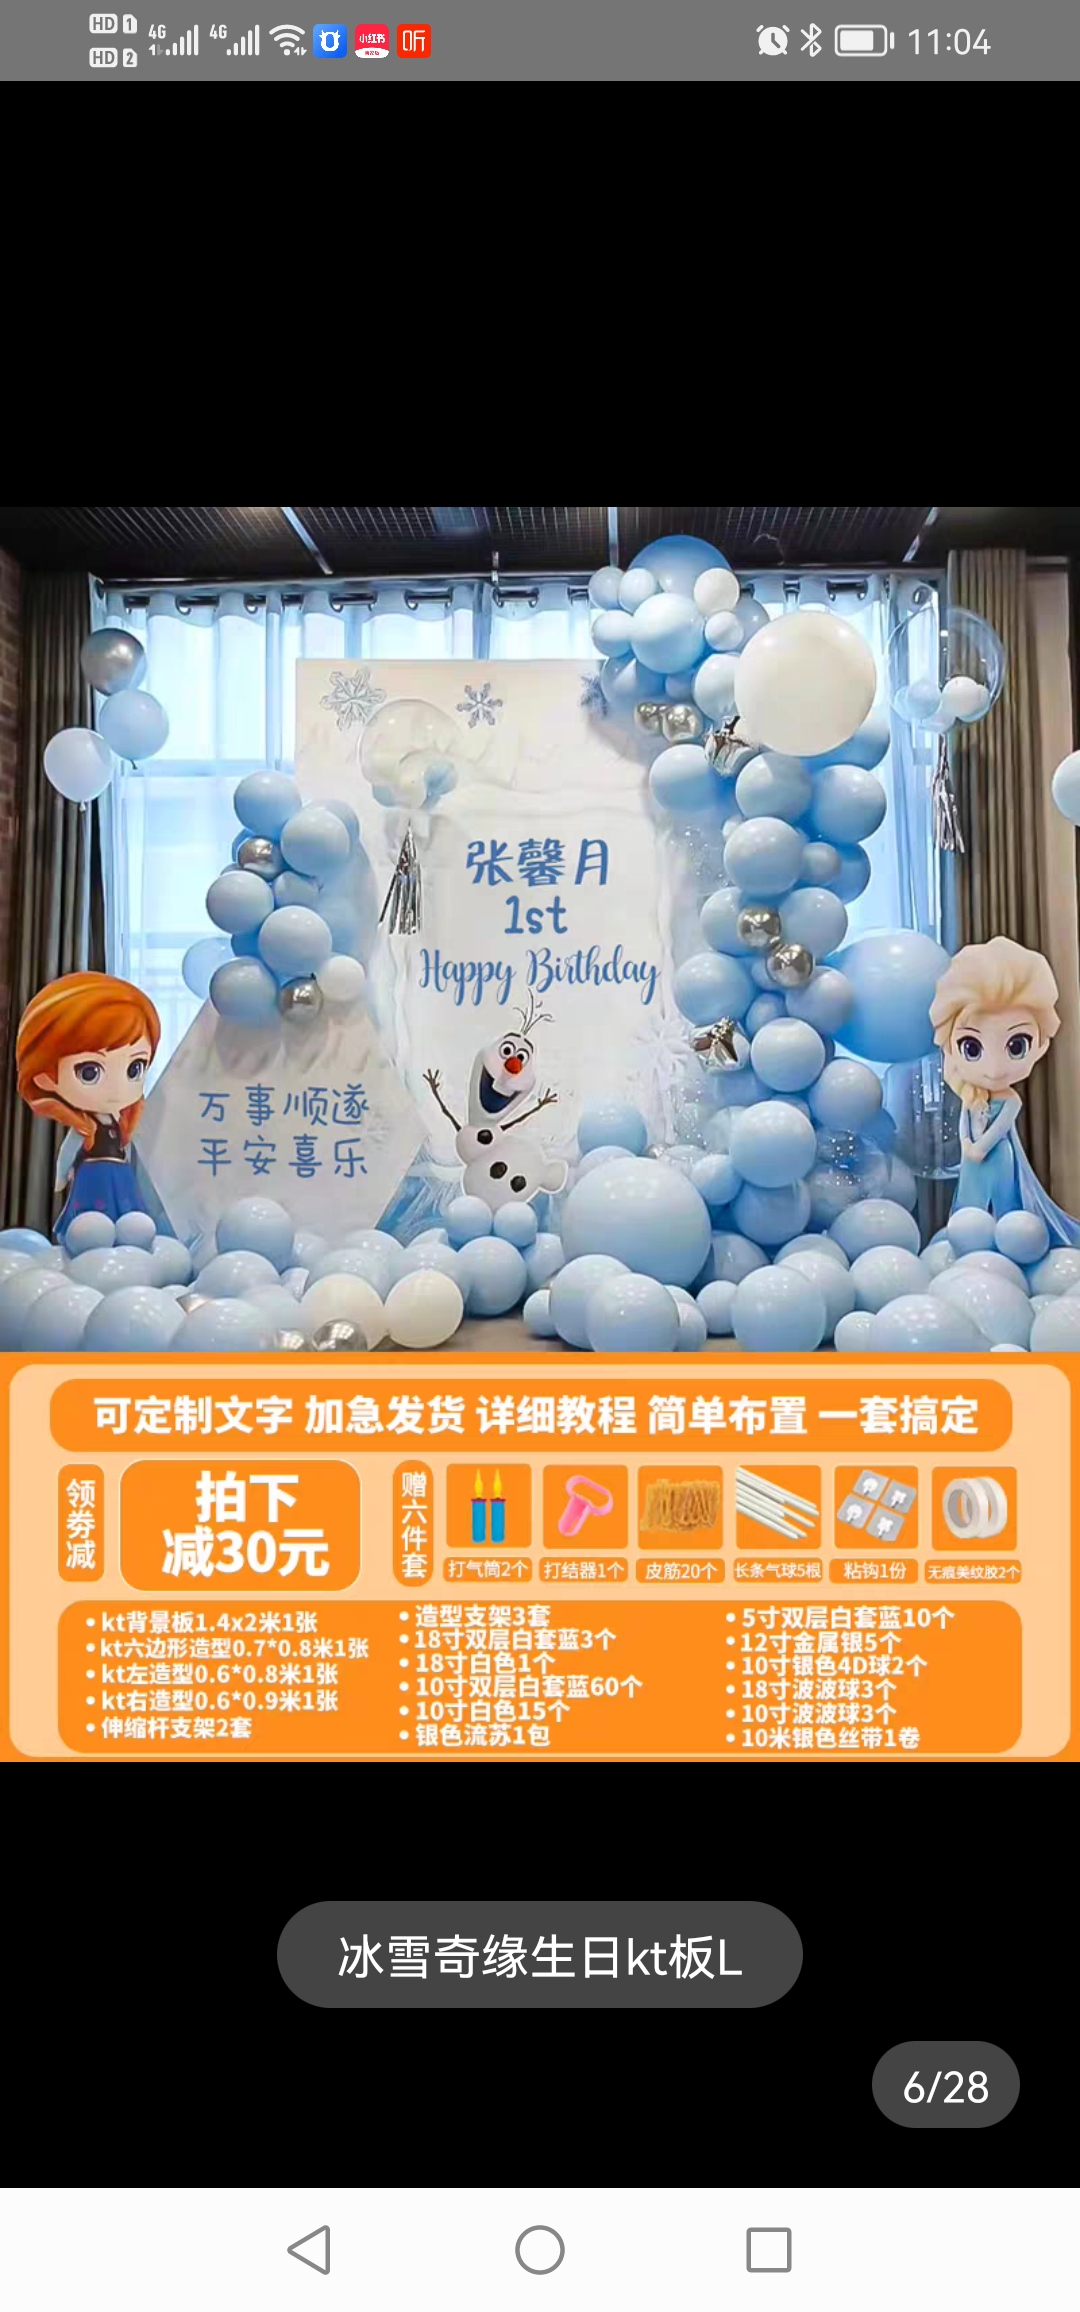 HD 1 4G 4G 小红书 听 11:04
HD 2
张馨月
1st
Happy Birthday
万事顺遂
平安喜乐
可定制文字 加急发货 详细教程 简单布置 一套搞定
领券减
拍下
减30元
赠六件套
打气筒2个 打结器1个 皮筋20个 长条气球5根 粘钩1份 无痕美纹胶2个
•kt背景板1.4x2米1张
•kt六边形造型0.7*0.8米1张
•kt左造型0.6*0.8米1张
•kt右造型0.6*0.9米1张
•伸缩杆支架2套
•造型支架3套
•18寸双层白套蓝3个
•18寸白色1个
•10寸双层白套蓝60个
•10寸白色15个
•银色流苏1包
•5寸双层白套蓝10个
•12寸金属银5个
•10寸银色4D球2个
•18寸波波球3个
•10寸波波球3个
•10米银色丝带1卷
冰雪奇缘生日kt板L
6/28